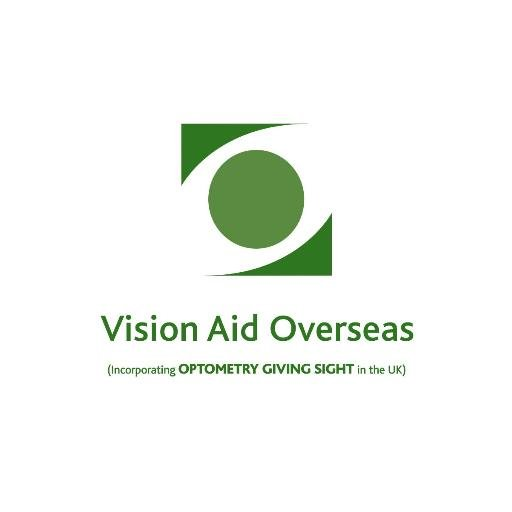 Vision Aid Overseas
(Incorporating OPTOMETRY GIVING SIGHT in the UK)